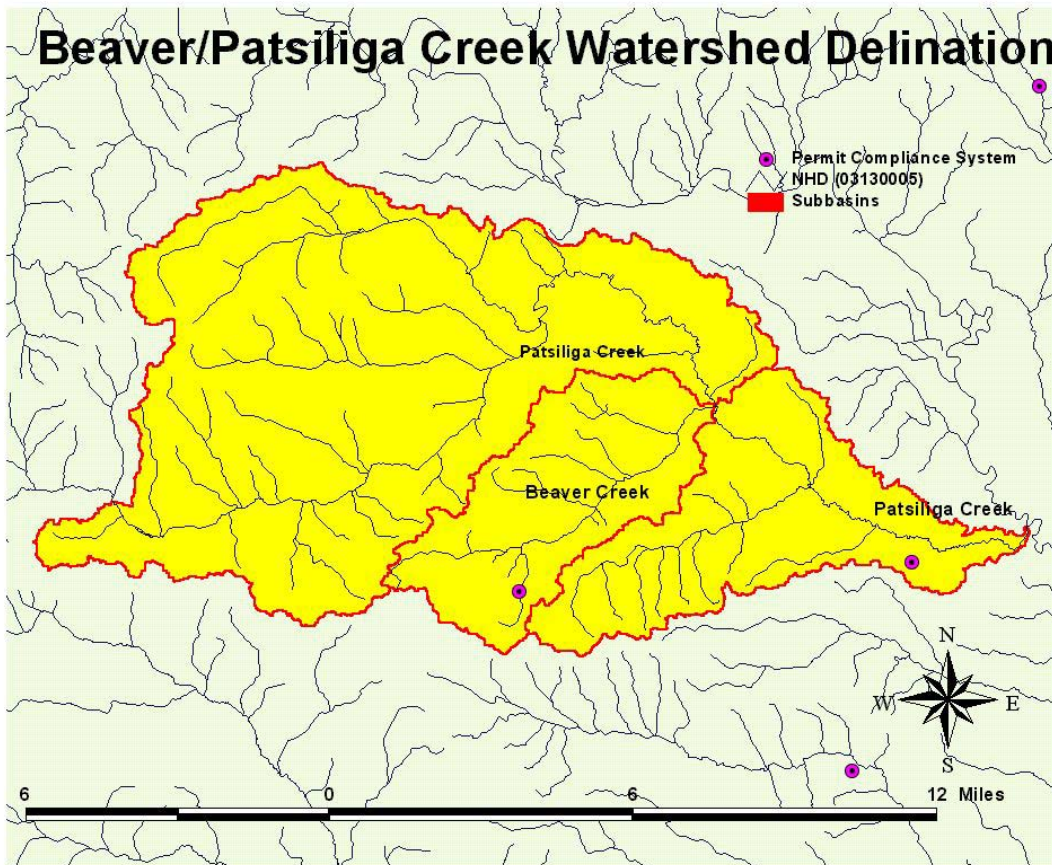 Beaver/Patsiliga Creek Watershed Delination
Permit Compliance System
NHD (03130005)
Subbasins
Patsiliga Creek
Beaver Creek
Patsiliga Creek
N
W E
S
6 0 6 12 Miles